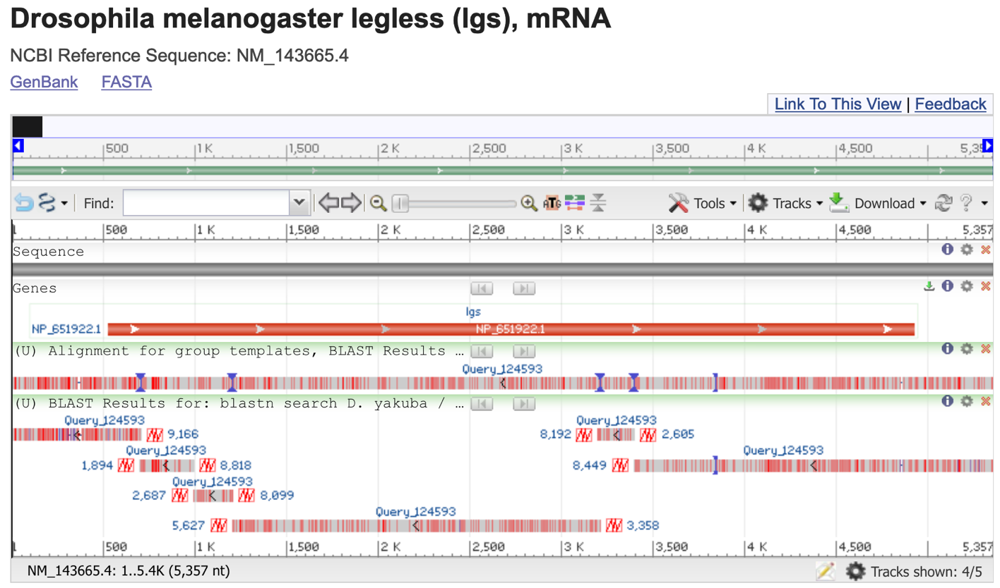 Drosophila melanogaster legless (lgs), mRNA
NCBI Reference Sequence: NM_143665.4
GenBank FASTA
Link To This View | Feedback
500 1 K 1,500 2 K 2,500 3 K 3,500 4 K 4,500
Find: Tools Tracks Download
1 500 1 K 1,500 2 K 2,500 3 K 3,500 4 K 4,500 5,357
Sequence
Genes
lgs
NP_651922.1 NP_651922.1
(U) Alignment for group templates, BLAST Results …
Query_124593
(U) BLAST Results for: blastn search D. yakuba / …
Query_124593 Query_124593
9,166 8,192 2,605
Query_124593 Query_124593
1,894 8,818 8,449
Query_124593
2,687 8,099
Query_124593
5,627 3,358
1 500 1 K 1,500 2 K 2,500 3 K 3,500 4 K 4,500 5,357
NM_143665.4: 1..5.4K (5,357 nt) Tracks shown: 4/5